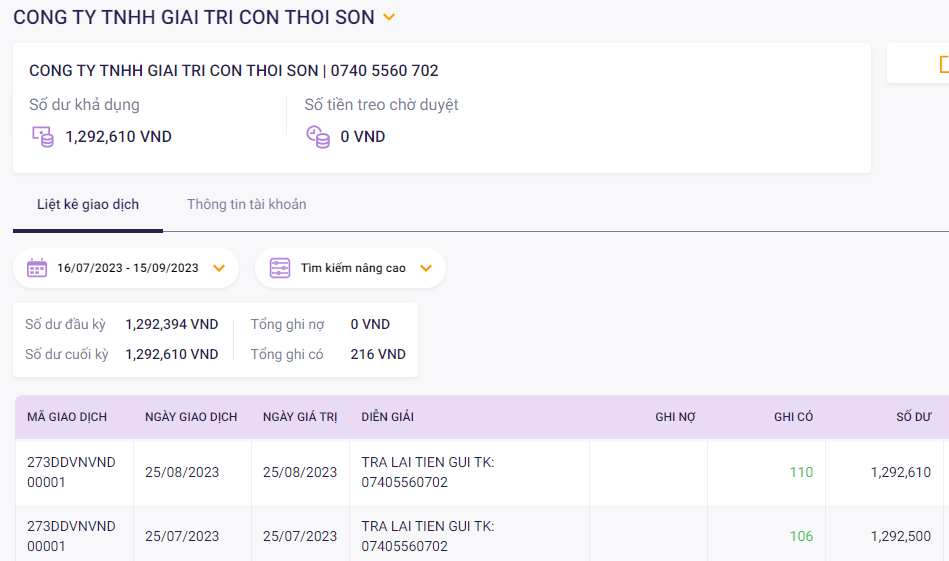 CONG TY TNHH GIAI TRI CON THOI SON
CONG TY TNHH GIAI TRI CON THOI SON | 0740 5560 702
Số dư khả dụng
Số tiền treo chờ duyệt
1,292,610 VND
0 VND
Liệt kê giao dịch
Thông tin tài khoản
16/07/2023 - 15/09/2023
Tìm kiếm nâng cao
Số dư đầu kỳ 1,292,394 VND Tổng ghi nợ 0 VND
Số dư cuối kỳ 1,292,610 VND Tổng ghi có 216 VND
MÃ GIAO DỊCH NGÀY GIAO DỊCH NGÀY GIÁ TRỊ DIỄN GIẢI GHI NỢ GHI CÓ SỐ DƯ
273DDVNVND
00001
25/08/2023
25/08/2023
TRA LAI TIEN GUI TK:
07405560702
110
1,292,610
273DDVNVND
00001
25/07/2023
25/07/2023
TRA LAI TIEN GUI TK:
07405560702
106
1,292,500